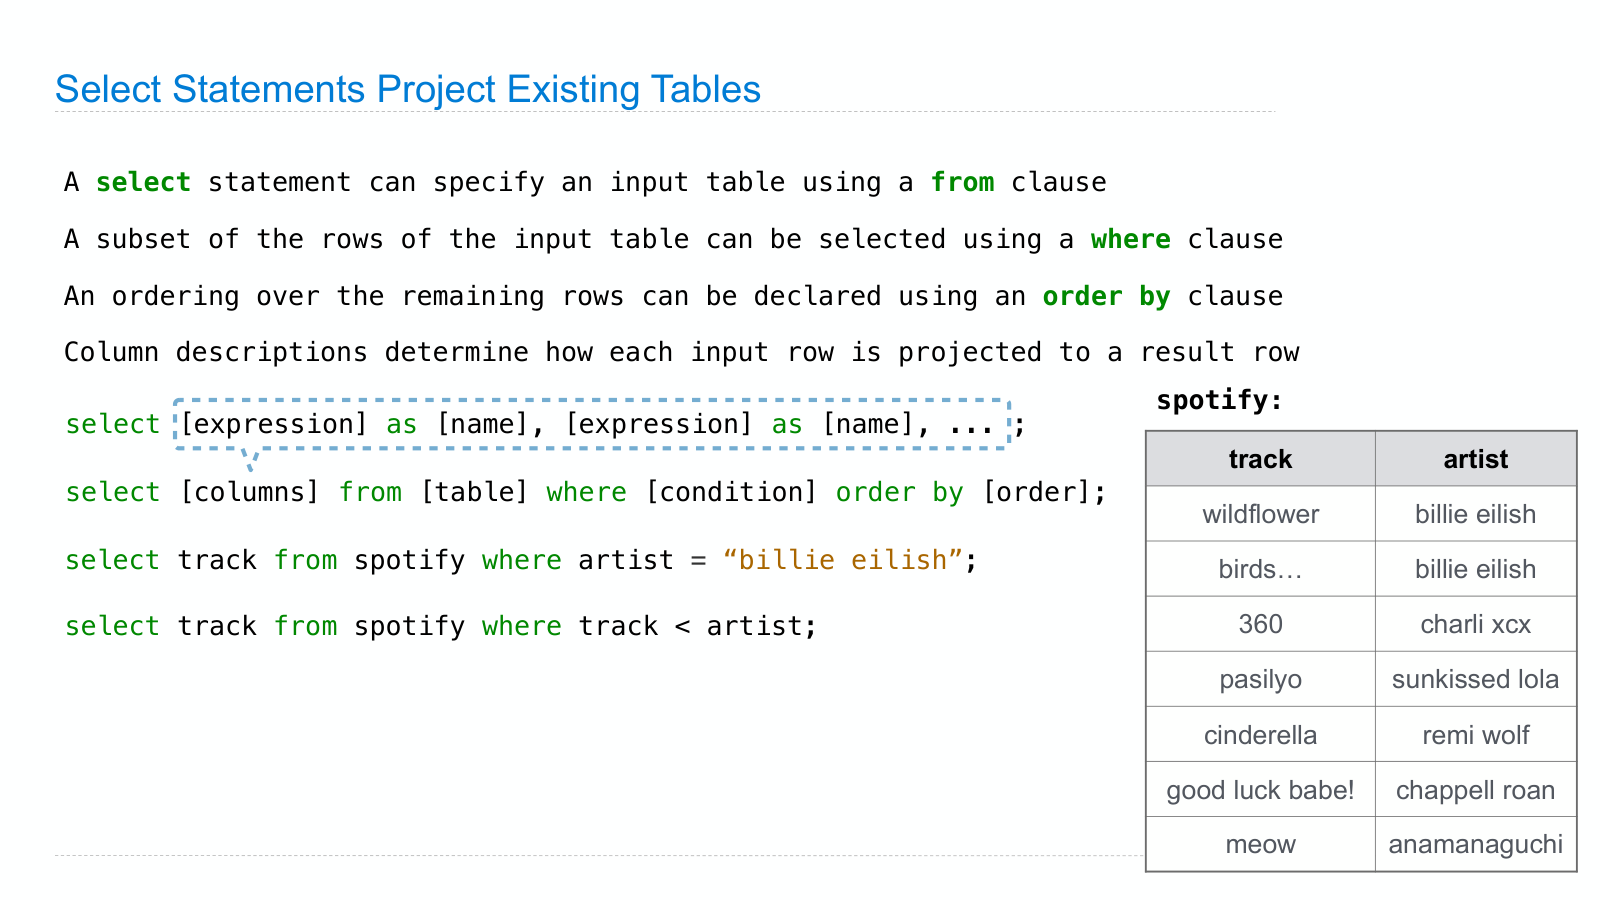 Select Statements Project Existing Tables
A select statement can specify an input table using a from clause
A subset of the rows of the input table can be selected using a where clause
An ordering over the remaining rows can be declared using an order by clause
Column descriptions determine how each input row is projected to a result row
select [expression] as [name], [expression] as [name], ... ;
select [columns] from [table] where [condition] order by [order];
select track from spotify where artist = “billie eilish”;
select track from spotify where track < artist;
spotify:
track artist
wildflower billie eilish
birds… billie eilish
360 charli xcx
pasilyo sunkissed lola
cinderella remi wolf
good luck babe! chappell roan
meow anamanaguchi